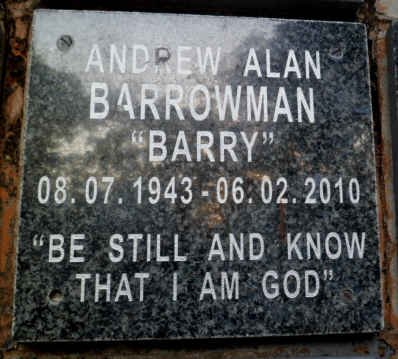 ANDREW ALAN
BARROWMAN
"BARRY"
08.07.1943-06.02.2010
"BE STILL AND KNOW
THAT I AM GOD"